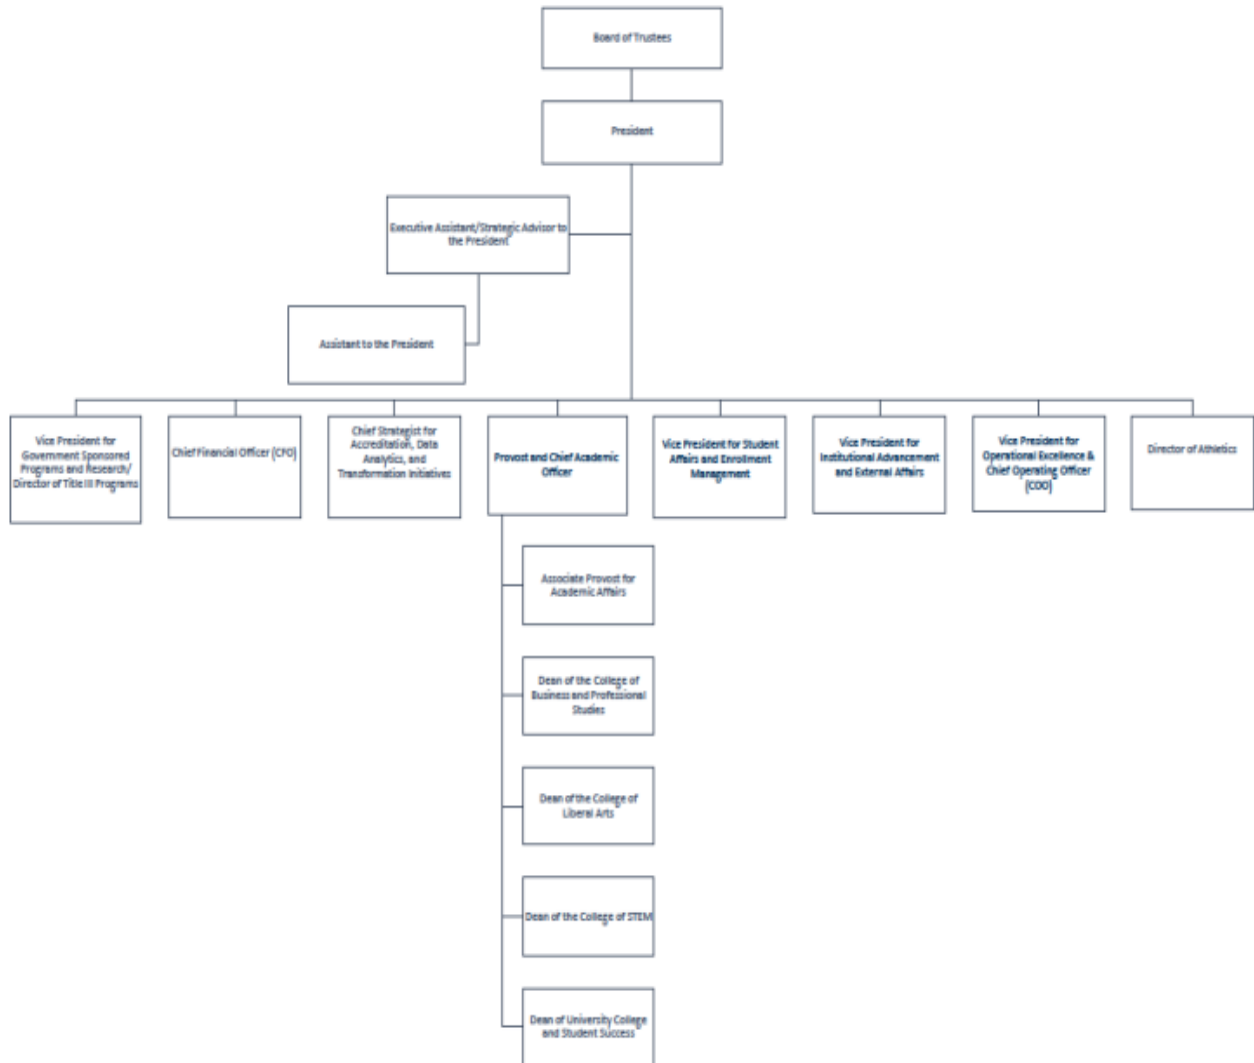 Board of Trustees
President
Executive Assistant/Strategic Advisor to
the President
Assistant to the President
Vice President for
Government Sponsored
Programs and Research/
Director of Title III Programs
Chief Financial Officer (CFO)
Chief Strategist for
Accreditation, Data
Analytics, and
Transformation Initiatives
Provost and Chief Academic
Officer
Vice President for Student
Affairs and Enrollment
Management
Vice President for
Institutional Advancement
and External Affairs
Vice President for
Operational Excellence &
Chief Operating Officer
(COO)
Director of Athletics
Associate Provost for
Academic Affairs
Dean of the College of
Business and Professional
Studies
Dean of the College of
Liberal Arts
Dean of the College of STEM
Dean of University College
and Student Success